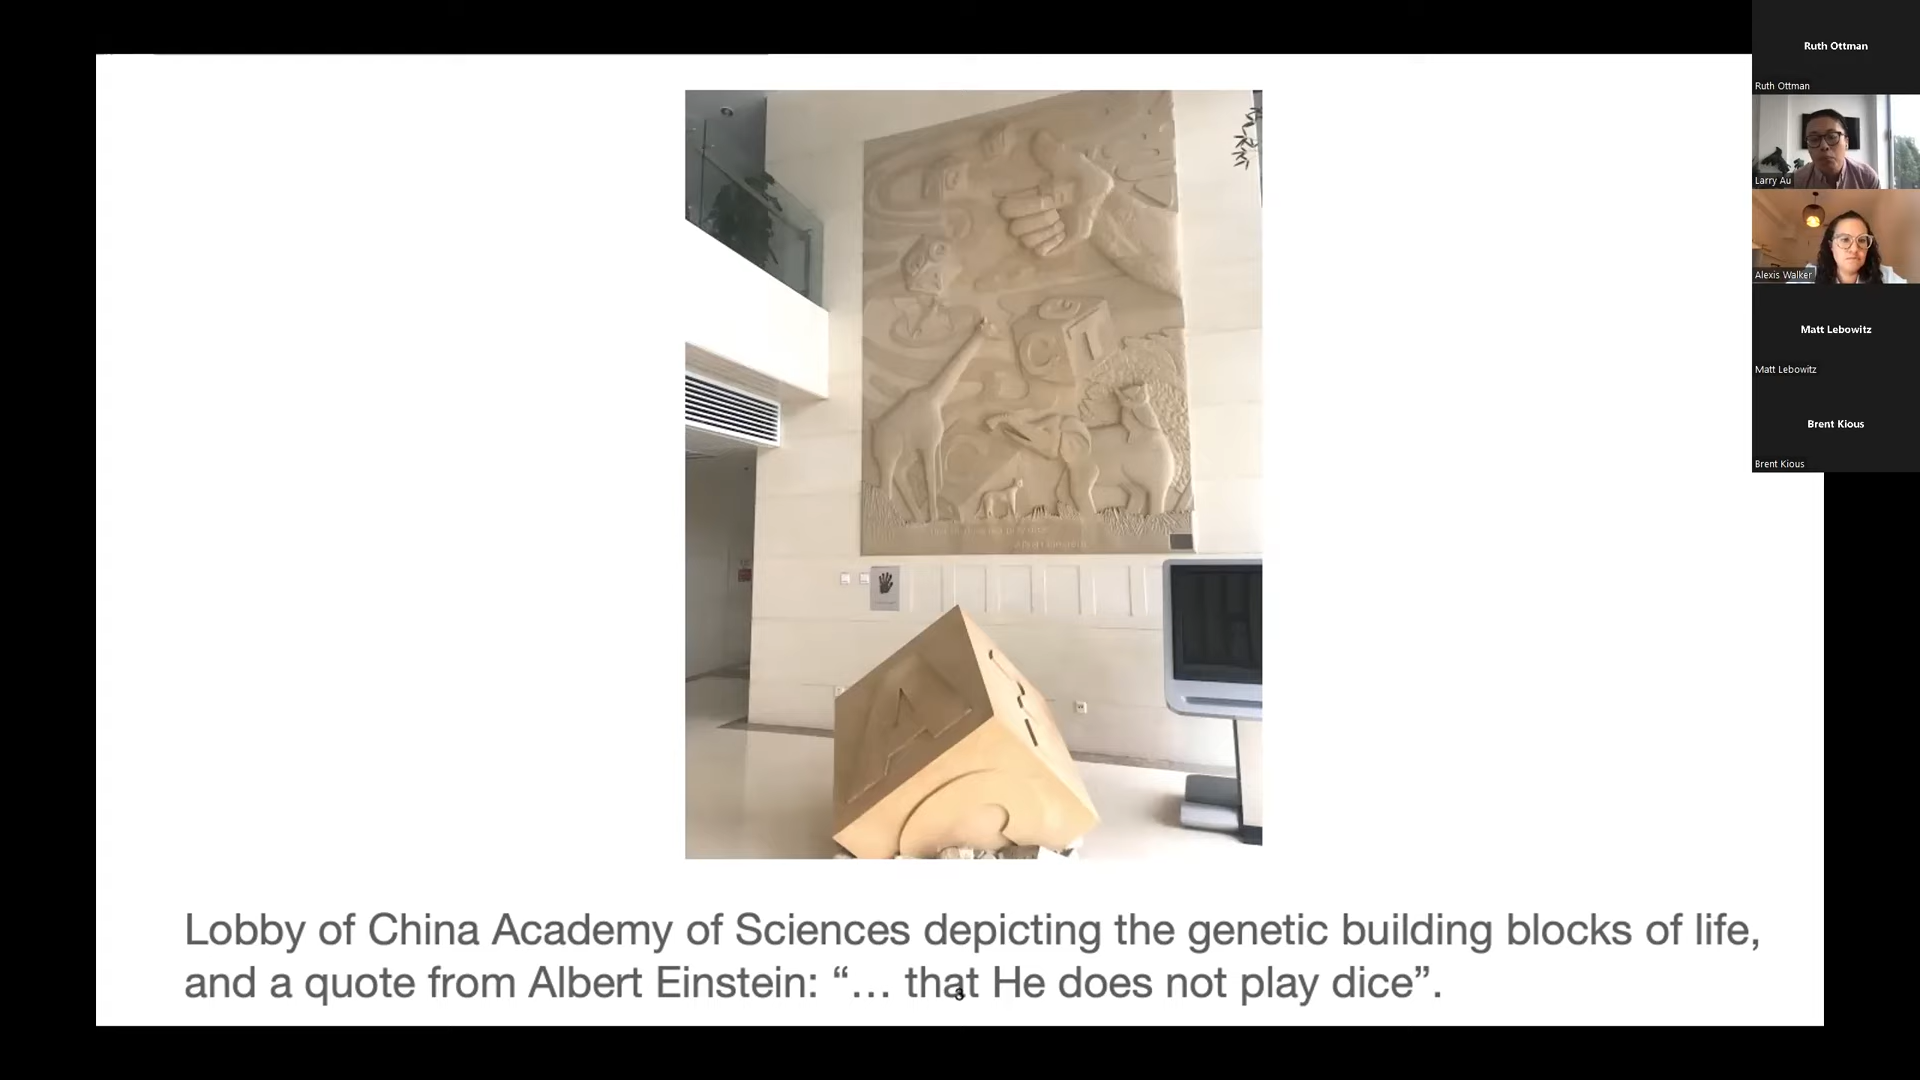 Ruth Ottman
Ruth Ottman
Larry Au
Alexis Walker
Matt Lebowitz
Matt Lebowitz
Brent Kious
Brent Kious
C T
A
C
Lobby of China Academy of Sciences depicting the genetic building blocks of life,
and a quote from Albert Einstein: “... that He does not play dice”.
3